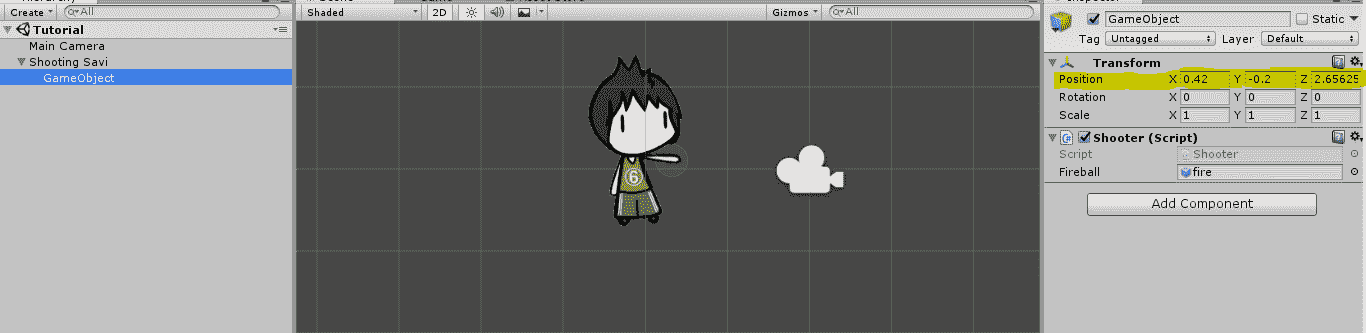 Create All
Tutorial
Main Camera
Shooting Savi
GameObject
Shaded 2D Gizmos All
6
GameObject Static
Tag Untagged Layer Default
Transform
Position X 0.42 Y -0.2 Z 2.65625
Rotation X 0 Y 0 Z 0
Scale X 1 Y 1 Z 1
Shooter (Script)
Script Shooter
Fireball fire
Add Component